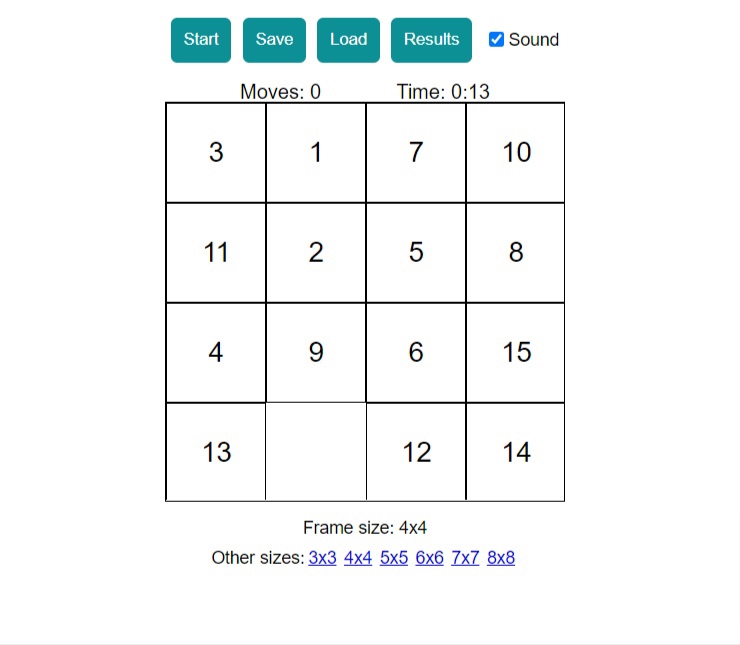 Start Save Load Results Sound
Moves: 0 Time: 0:13
3 1 7 10
11 2 5 8
4 9 6 15
13 12 14
Frame size: 4x4
Other sizes: 3x3 4x4 5x5 6x6 7x7 8x8